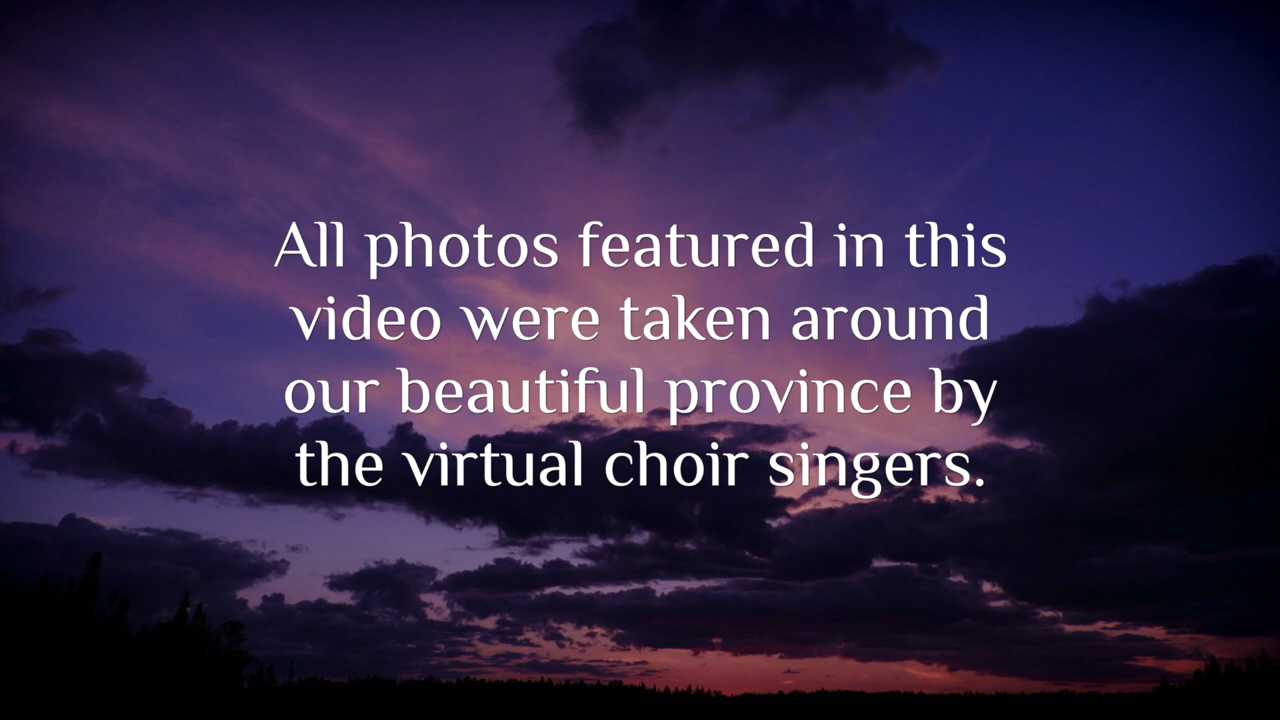 All photos featured in this
video were taken around
our beautiful province by
the virtual choir singers.